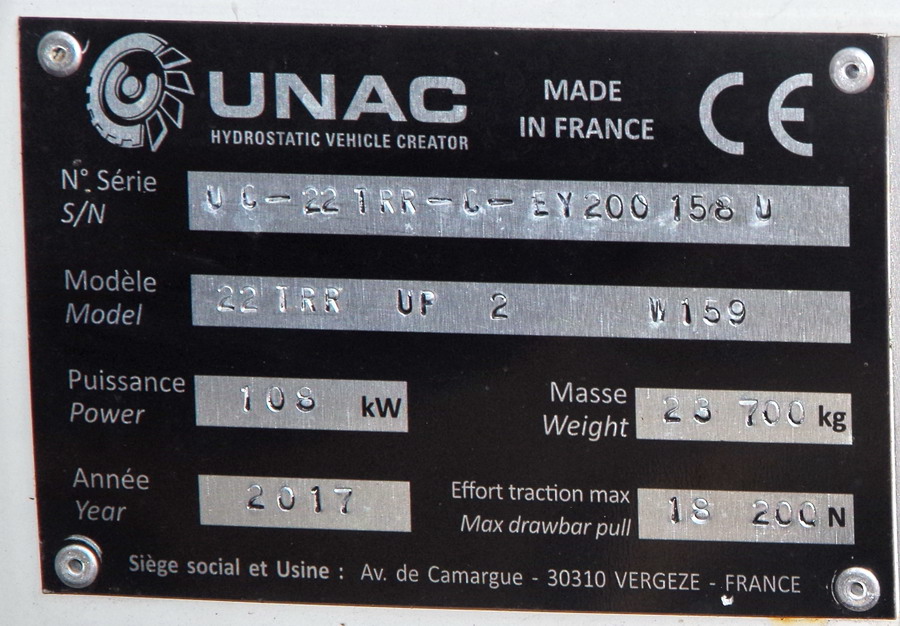 UNAC
HYDROSTATIC VEHICLE CREATOR
MADE
IN FRANCE
CE
N° Série
S/N
UC-22TRR-C-EY200158U
Modèle
Model
22TRR UP 2 W159
Puissance
Power
108 kW
Masse
Weight
23 700 kg
Année
Year
2017
Effort traction max
Max drawbar pull
18 200 N
Siège social et Usine : Av. de Camargue - 30310 VERGEZE - FRANCE